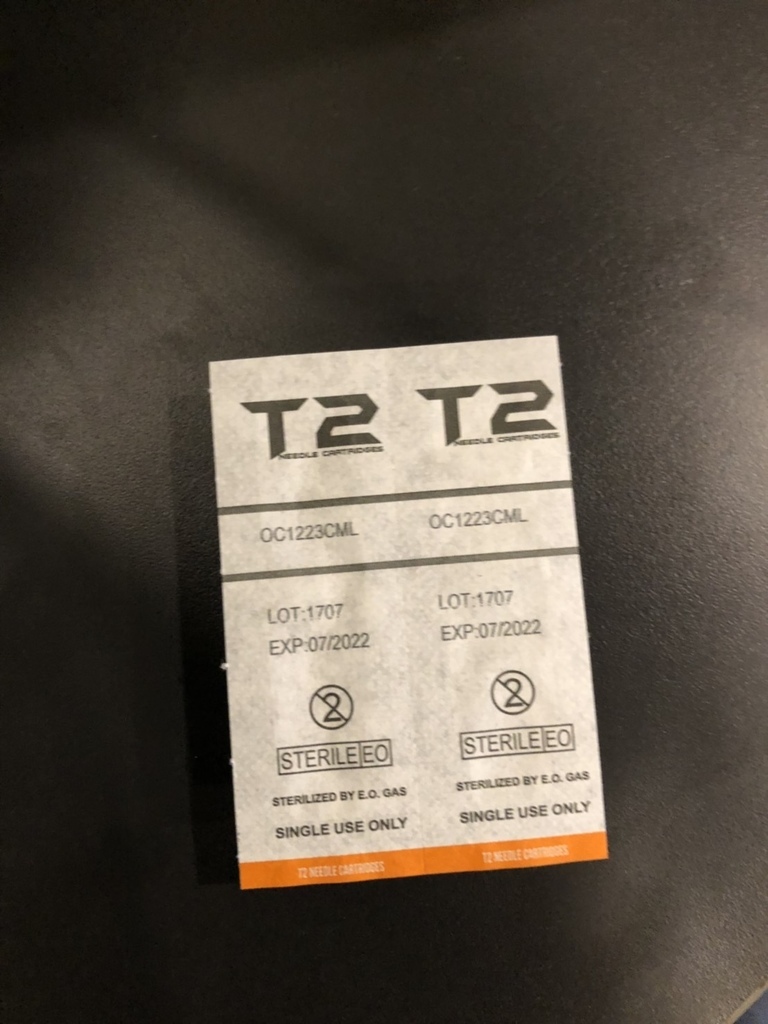 T2
NEEDLE CARTRIDGES
OC1223CML
LOT:1707
EXP:07/2022
2
STERILE EO
STERILIZED BY E.O. GAS
SINGLE USE ONLY
T2 NEEDLE CARTRIDGES
T2
NEEDLE CARTRIDGES
OC1223CML
LOT:1707
EXP:07/2022
2
STERILE EO
STERILIZED BY E.O. GAS
SINGLE USE ONLY
T2 NEEDLE CARTRIDGES